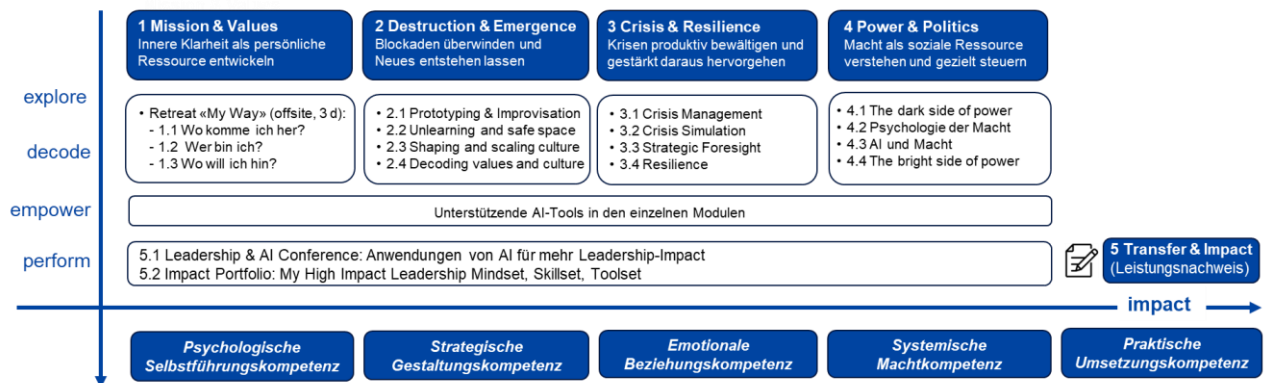 1 Mission & Values
Innere Klarheit als persönliche
Ressource entwickeln
2 Destruction & Emergence
Blockaden überwinden und
Neues entstehen lassen
3 Crisis & Resilience
Krisen produktiv bewältigen und
gestärkt daraus hervorgehen
4 Power & Politics
Macht als soziale Ressource
verstehen und gezielt steuern
explore
decode
• Retreat «My Way» (offsite, 3 d):
- 1.1 Wo komme ich her?
- 1.2 Wer bin ich?
- 1.3 Wo will ich hin?
• 2.1 Prototyping & Improvisation
• 2.2 Unlearning and safe space
• 2.3 Shaping and scaling culture
• 2.4 Decoding values and culture
• 3.1 Crisis Management
• 3.2 Crisis Simulation
• 3.3 Strategic Foresight
• 3.4 Resilience
• 4.1 The dark side of power
• 4.2 Psychologie der Macht
• 4.3 AI und Macht
• 4.4 The bright side of power
empower
Unterstützende AI-Tools in den einzelnen Modulen
perform
5.1 Leadership & AI Conference: Anwendungen von AI für mehr Leadership-Impact
5.2 Impact Portfolio: My High Impact Leadership Mindset, Skillset, Toolset
5 Transfer & Impact
(Leistungsnachweis)
impact
Psychologische
Selbstführungskompetenz
Strategische
Gestaltungskompetenz
Emotionale
Beziehungskompetenz
Systemische
Machtkompetenz
Praktische
Umsetzungskompetenz